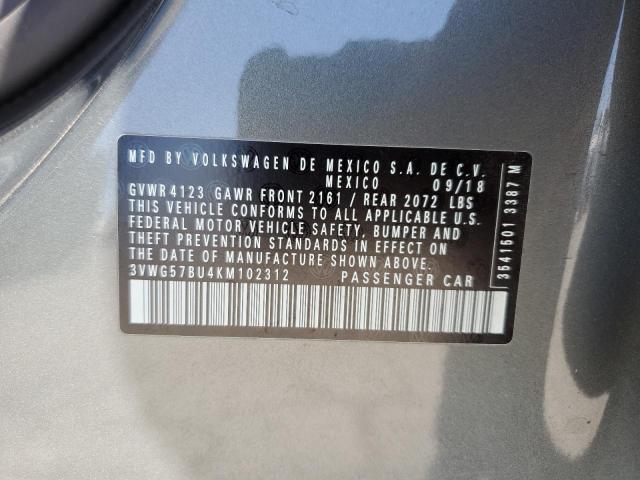 MFD BY VOLKSWAGEN DE MEXICO S.A. DE C.V.
MEXICO 09/18
GVWR 4123 GAWR FRONT 2161 / REAR 2072 LBS
THIS VEHICLE CONFORMS TO ALL APPLICABLE U.S.
FEDERAL MOTOR VEHICLE SAFETY, BUMPER AND
THEFT PREVENTION STANDARDS IN EFFECT ON
THE DATE OF MANUFACTURE SHOWN ABOVE.
3VWG57BU4KM102312 PASSENGER CAR
3541501 3387 M